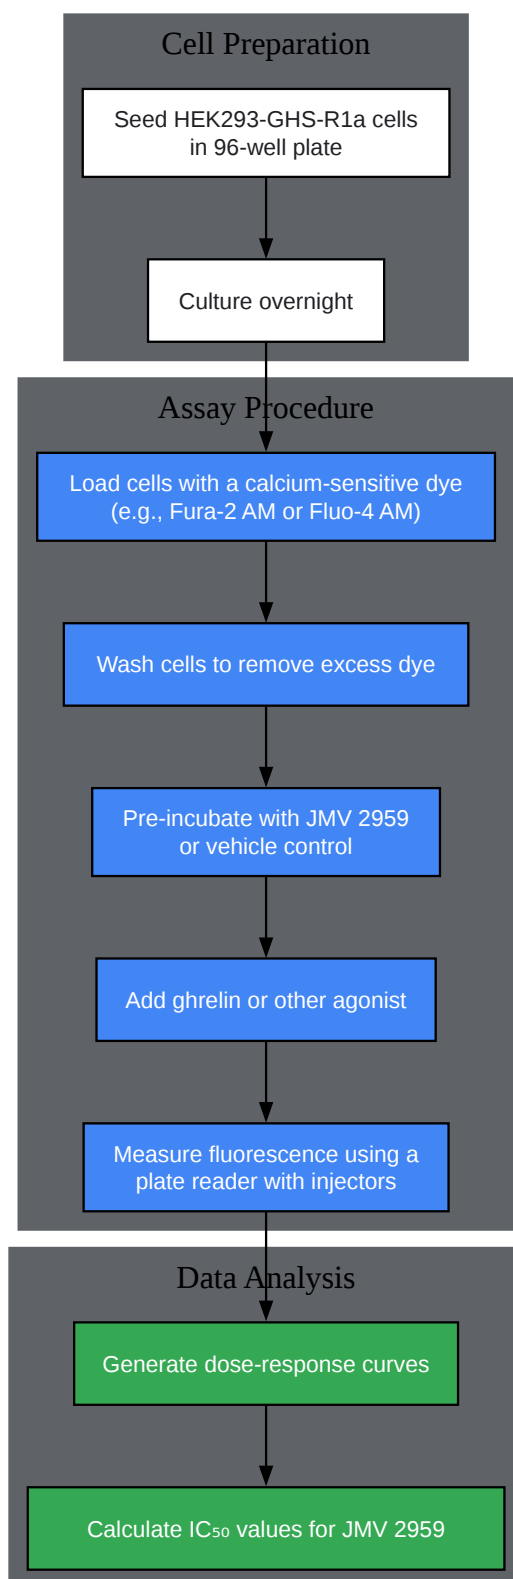 Cell Preparation
Seed HEK293-GHS-R1a cells
in 96-well plate
Culture overnight
Assay Procedure
Load cells with a calcium-sensitive dye
(e.g., Fura-2 AM or Fluo-4 AM)
Wash cells to remove excess dye
Pre-incubate with JMV 2959
or vehicle control
Add ghrelin or other agonist
Measure fluorescence using a
plate reader with injectors
Data Analysis
Generate dose-response curves
Calculate IC₅₀ values for JMV 2959